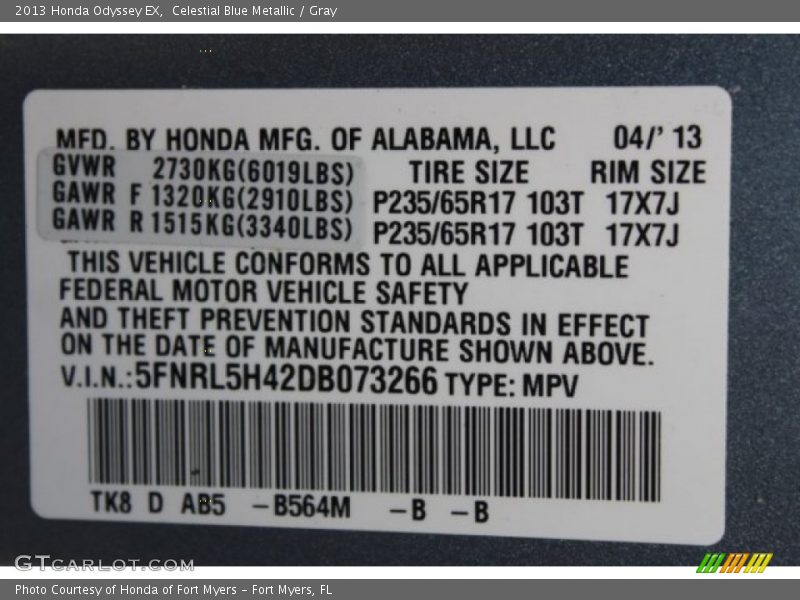 2013 Honda Odyssey EX,  Celestial Blue Metallic / Gray
MFD. BY HONDA MFG. OF ALABAMA, LLC 04/' 13
GVWR 2730KG(6019LBS) TIRE SIZE RIM SIZE
GAWR F 1320KG(2910LBS) P235/65R17 103T 17X7J
GAWR R 1515KG(3340LBS) P235/65R17 103T 17X7J
THIS VEHICLE CONFORMS TO ALL APPLICABLE
FEDERAL MOTOR VEHICLE SAFETY
AND THEFT PREVENTION STANDARDS IN EFFECT
ON THE DATE OF MANUFACTURE SHOWN ABOVE.
V.I.N.:5FNRL5H42DB073266 TYPE: MPV
TK8 D AB5 -B564M -B -B
GTCARLOT.COM
Photo Courtesy of Honda of Fort Myers - Fort Myers, FL